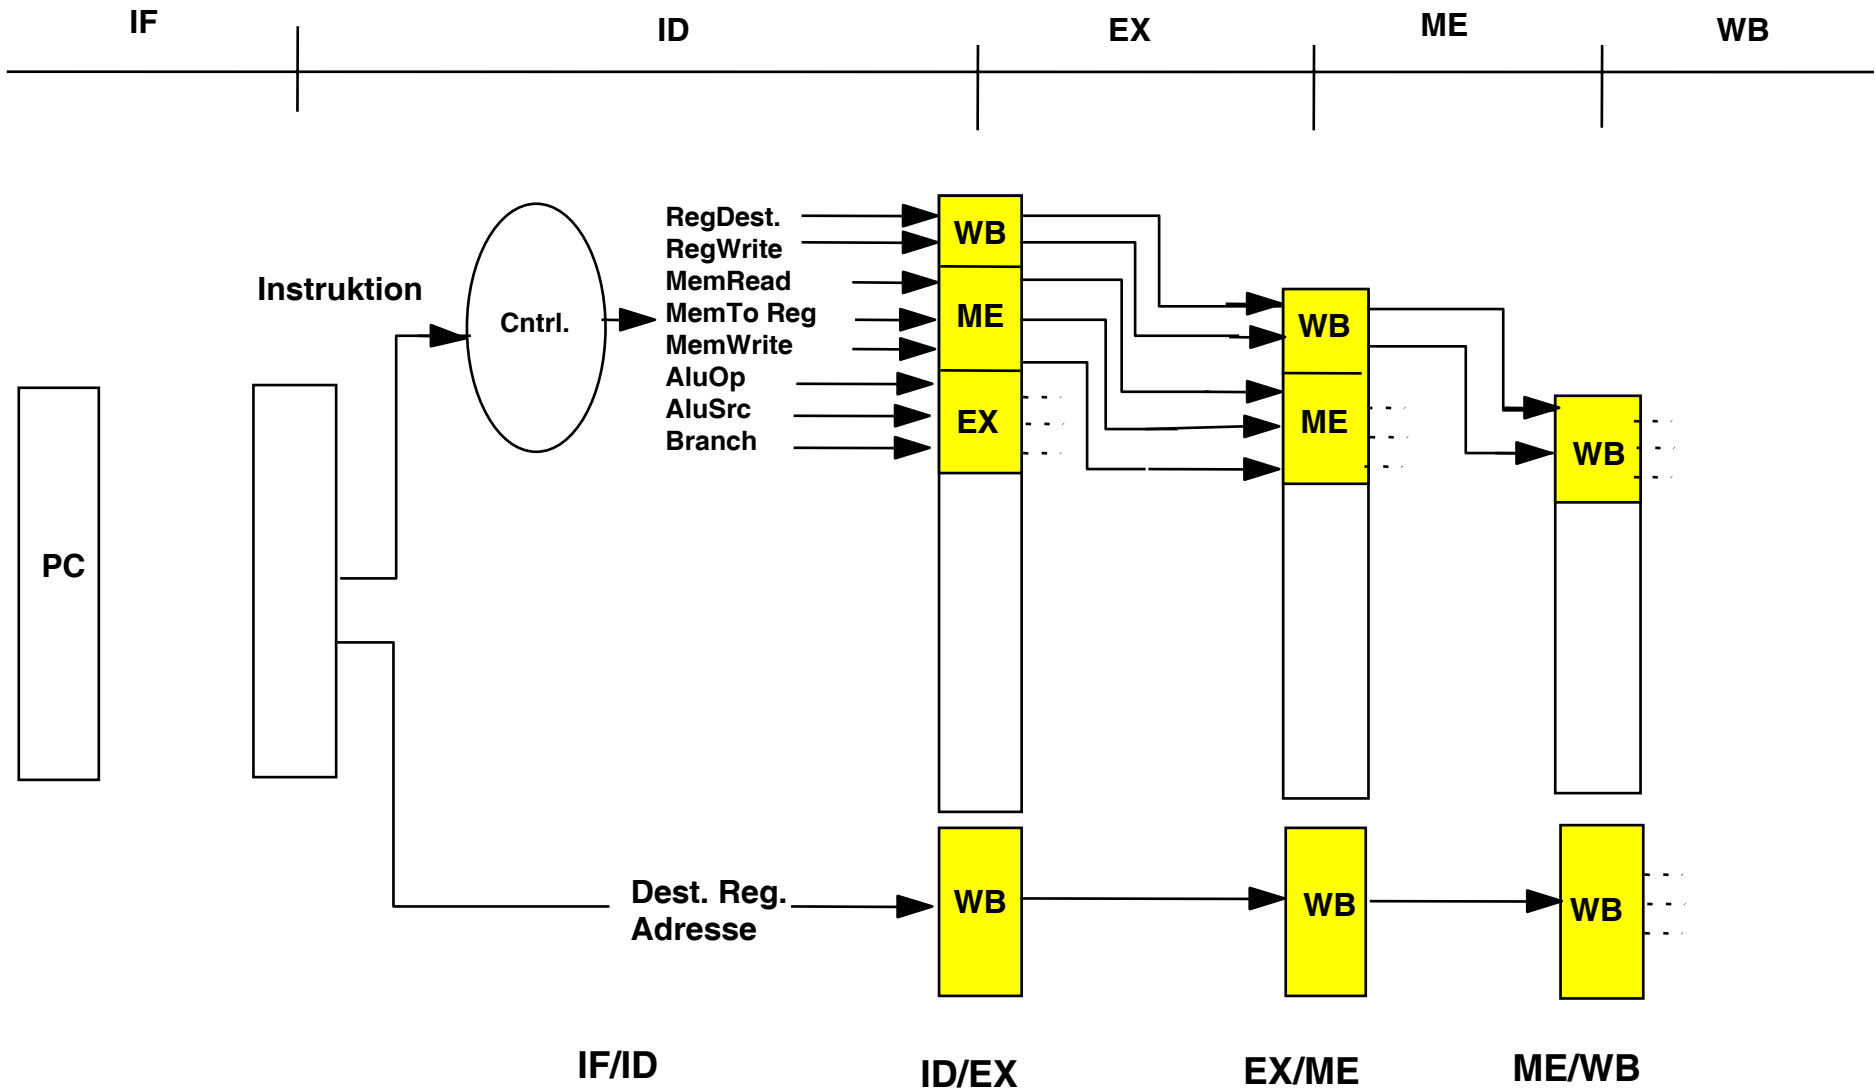 IF
ID
EX
ME
WB
RegDest.
RegWrite
MemRead
MemTo Reg
MemWrite
AluOp
AluSrc
Branch
Instruktion
Cntrl.
WB
ME
EX
WB
ME
WB
PC
Dest. Reg.
Adresse
WB
WB
WB
IF/ID
ID/EX
EX/ME
ME/WB